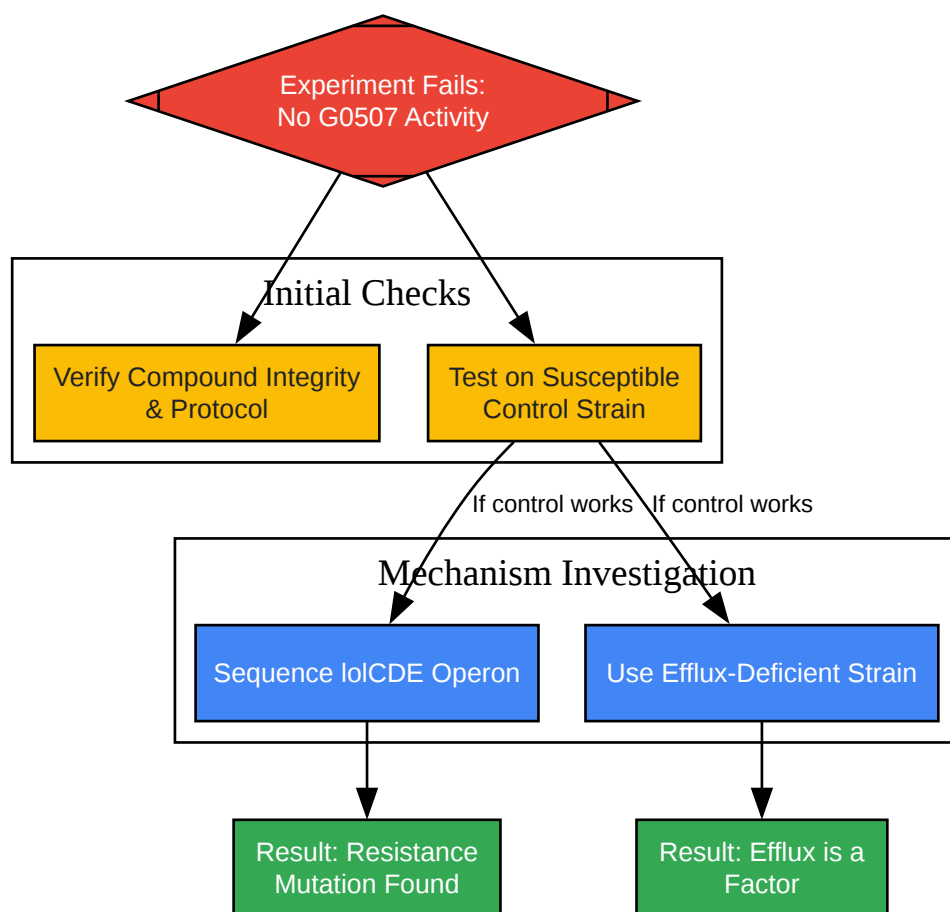 Experiment Fails:
No G0507 Activity
Initial Checks
Verify Compound Integrity
& Protocol
Test on Susceptible
Control Strain
If control works
If control works
Mechanism Investigation
Sequence lolCDE Operon
Use Efflux-Deficient Strain
Result: Resistance
Mutation Found
Result: Efflux is a
Factor